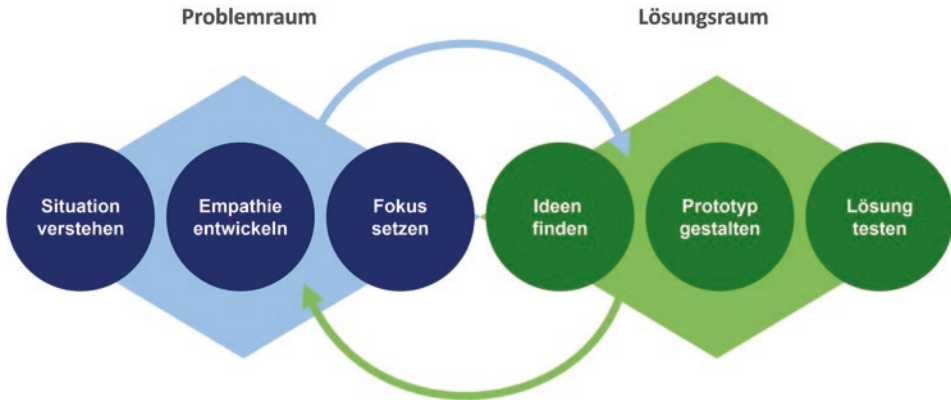 Problemraum
Lösungsraum
Situation
verstehen
Empathie
entwickeln
Fokus
setzen
Ideen
finden
Prototyp
gestalten
Lösung
testen